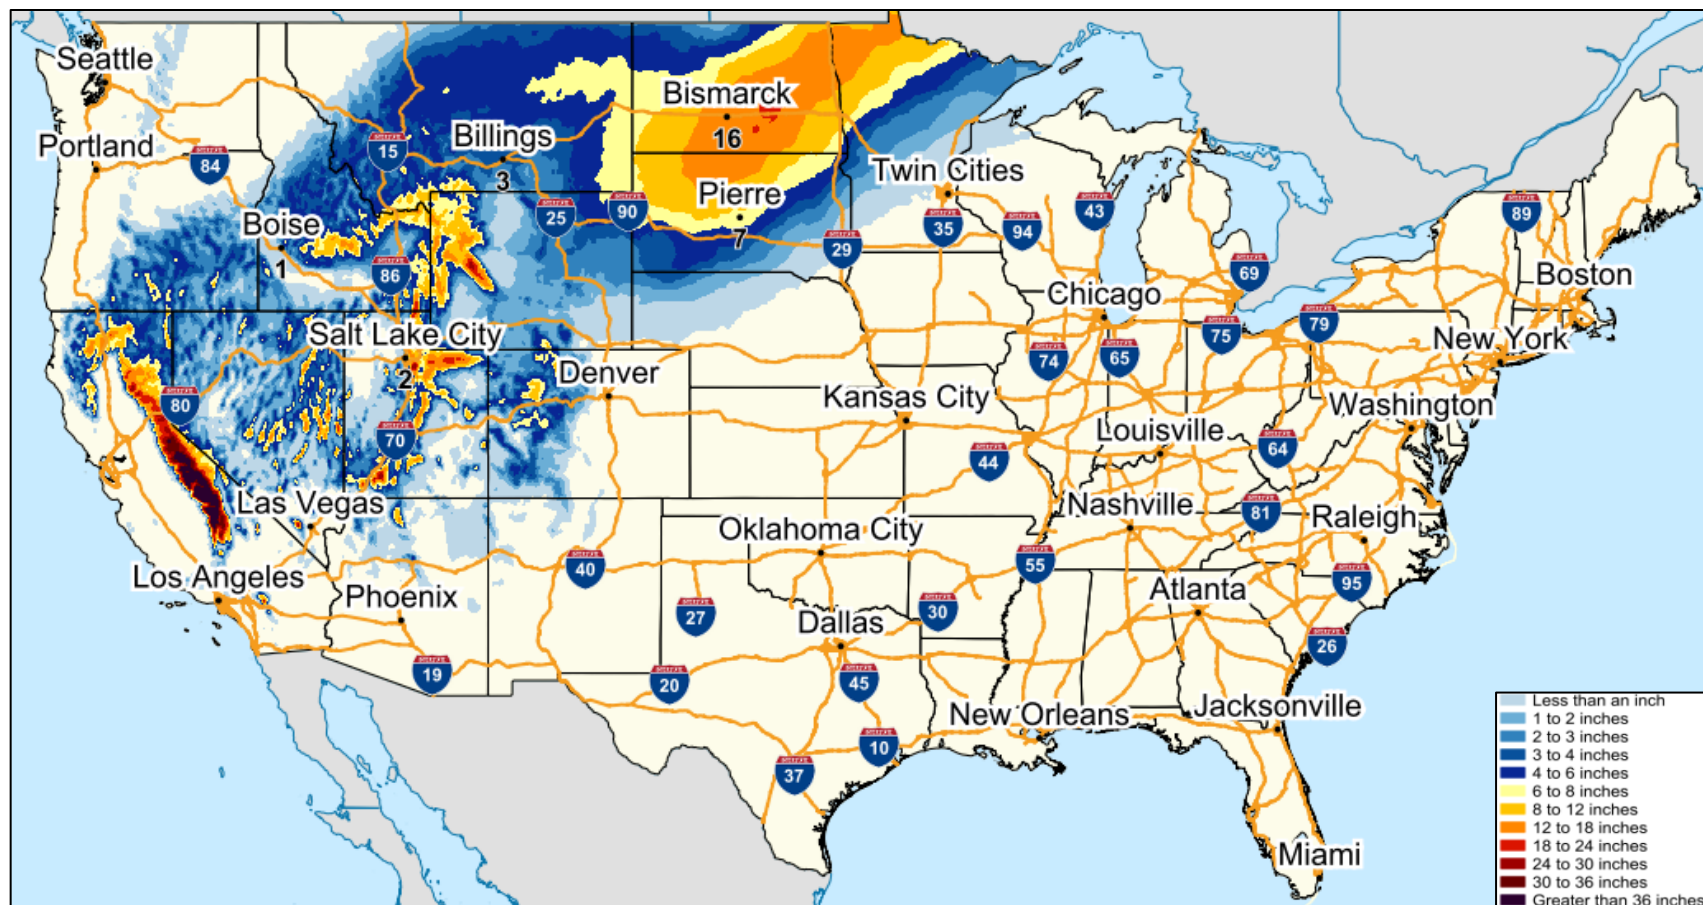 Seattle
Bismarck
16
Billings
3
Portland
84
15
Twin Cities
Pierre
7
25
90
35
94
43
89
Boise
1
86
29
69
Boston
Chicago
Salt Lake City
2
79
75
New York
74
65
Denver
80
Kansas City
Washington
70
Louisville
64
44
Las Vegas
Nashville
81
Raleigh
Oklahoma City
40
55
Los Angeles
Phoenix
95
Atlanta
27
30
Dallas
26
19
20
45
New Orleans
Jacksonville
10
37
Miami
Less than an inch
1 to 2 inches
2 to 3 inches
3 to 4 inches
4 to 6 inches
6 to 8 inches
8 to 12 inches
12 to 18 inches
18 to 24 inches
24 to 30 inches
30 to 36 inches
Greater than 36 inches